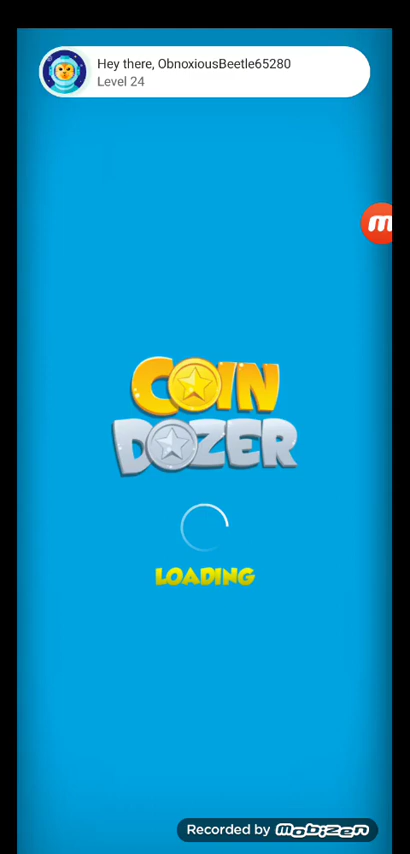 Hey there, ObnoxiousBeetle65280
Level 24
COIN
DOZER
LOADING
Recorded by mobizen